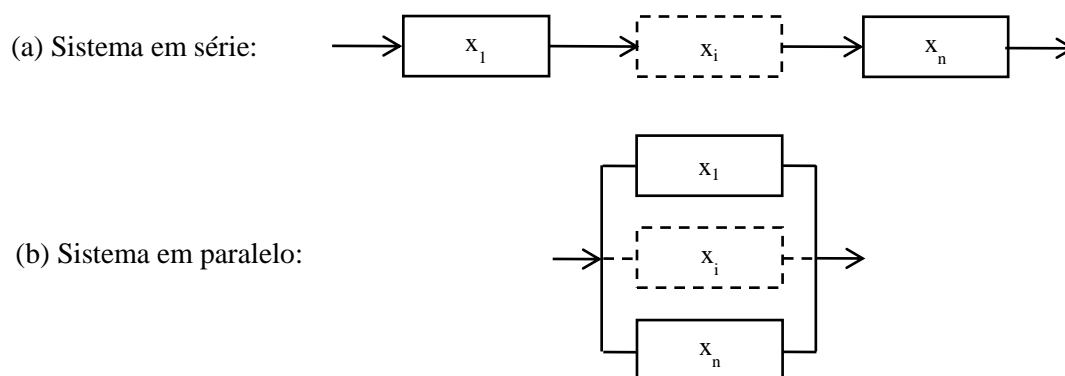 (a) Sistema em série:
x1
xi
xn
x1
(b) Sistema em paralelo:
xi
xn